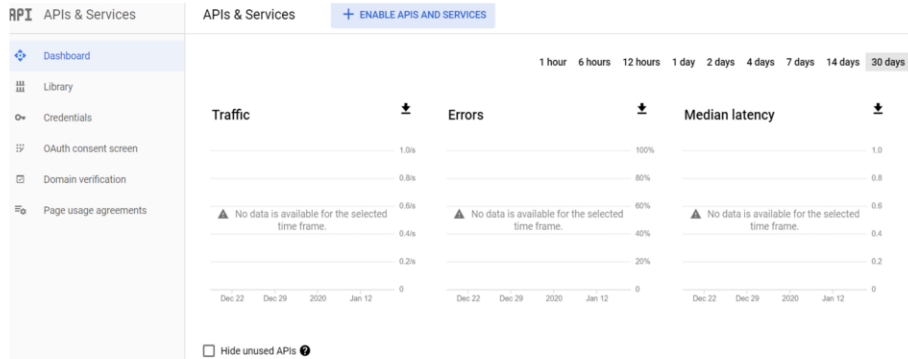 API APIs & Services
APIs & Services
+ ENABLE APIS AND SERVICES
Dashboard
Library
Credentials
OAuth consent screen
Domain verification
Page usage agreements
1 hour 6 hours 12 hours 1 day 2 days 4 days 7 days 14 days 30 days
Traffic
1.0/s
0.8/s
0.6/s
0.4/s
0.2/s
0
No data is available for the selected
time frame.
Dec 22 Dec 29 2020 Jan 12
Errors
100%
80%
60%
40%
20%
0
No data is available for the selected
time frame.
Dec 22 Dec 29 2020 Jan 12
Median latency
1.0
0.8
0.6
0.4
0.2
0
No data is available for the selected
time frame.
Dec 22 Dec 29 2020 Jan 12
Hide unused APIs ?